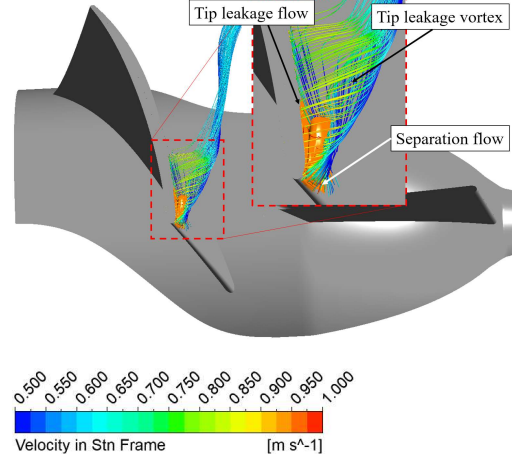 Tip leakage flow
Tip leakage vortex
Separation flow
0.500
0.550
0.600
0.650
0.700
0.750
0.800
0.850
0.900
0.950
1.000
Velocity in Stn Frame
[m s^-1]